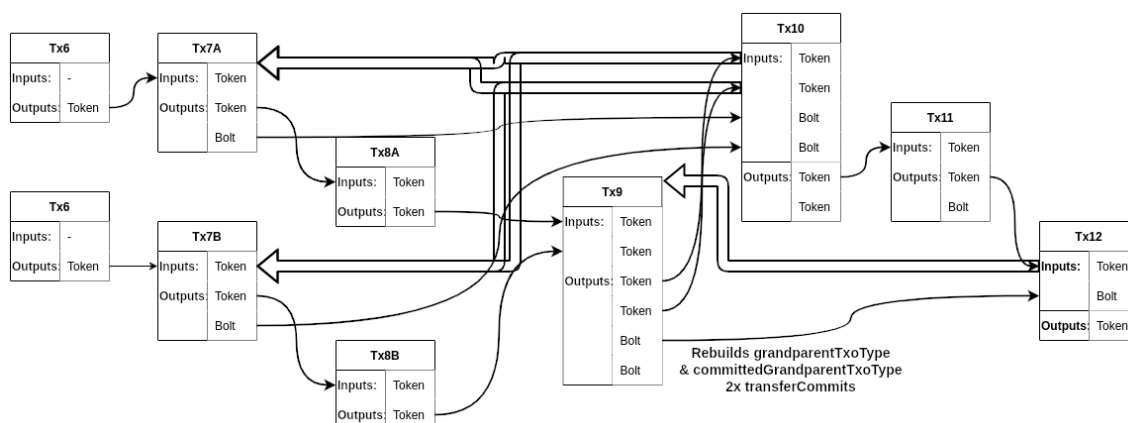 Tx6
Inputs: -
Outputs: Token
Tx7A
Inputs: Token
Outputs: Token
Bolt
Tx8A
Inputs: Token
Outputs: Token
Tx6
Inputs: -
Outputs: Token
Tx7B
Inputs: Token
Outputs: Token
Bolt
Tx8B
Inputs: Token
Outputs: Token
Tx9
Inputs: Token
Token
Outputs: Token
Token
Bolt
Bolt
Tx10
Inputs: Token
Token
Bolt
Bolt
Outputs: Token
Token
Tx11
Inputs: Token
Outputs: Token
Bolt
Tx12
Inputs: Token
Bolt
Outputs: Token
Rebuilds grandparentTxoType
& committedGrandparentTxoType
2x transferCommits